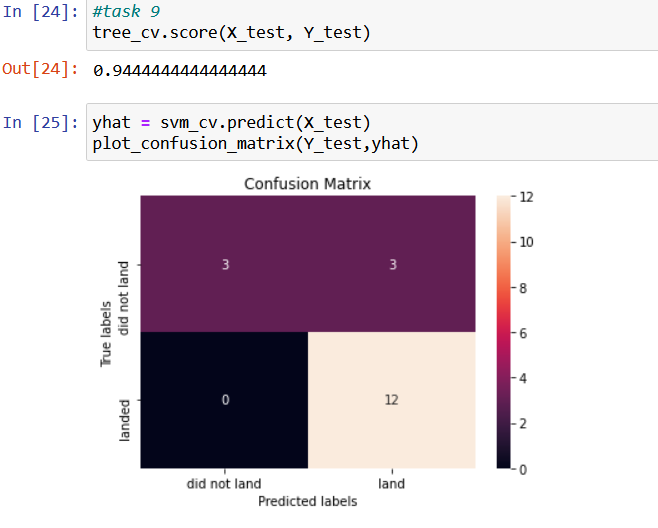 In [24]: #task 9
tree_cv.score(X_test, Y_test)
Out[24]: 0.9444444444444444
In [25]: yhat = svm_cv.predict(X_test)
plot_confusion_matrix(Y_test,yhat)
Confusion Matrix
12
10
8
6
4
2
0
True labels
did not land
landed
3 3
0 12
did not land land
Predicted labels